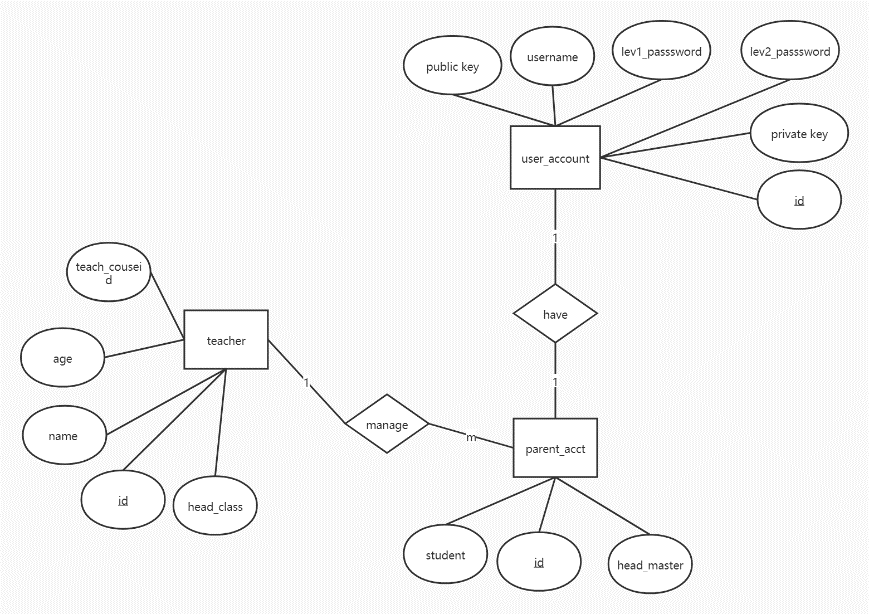 public key
username
lev1_passsword
lev2_passsword
private key
user_account
id
1
have
1
teach_cousei
d
age
teacher
name
id
head_class
1
manage
m
parent_acct
student
id
head_master